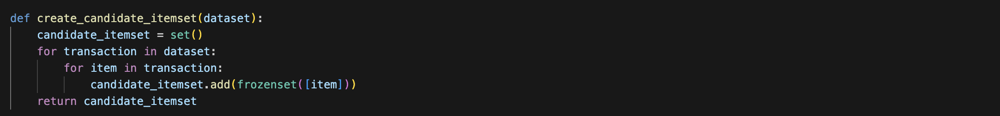 def create_candidate_itemset(dataset):
    candidate_itemset = set()
    for transaction in dataset:
        for item in transaction:
            candidate_itemset.add(frozenset([item]))
    return candidate_itemset